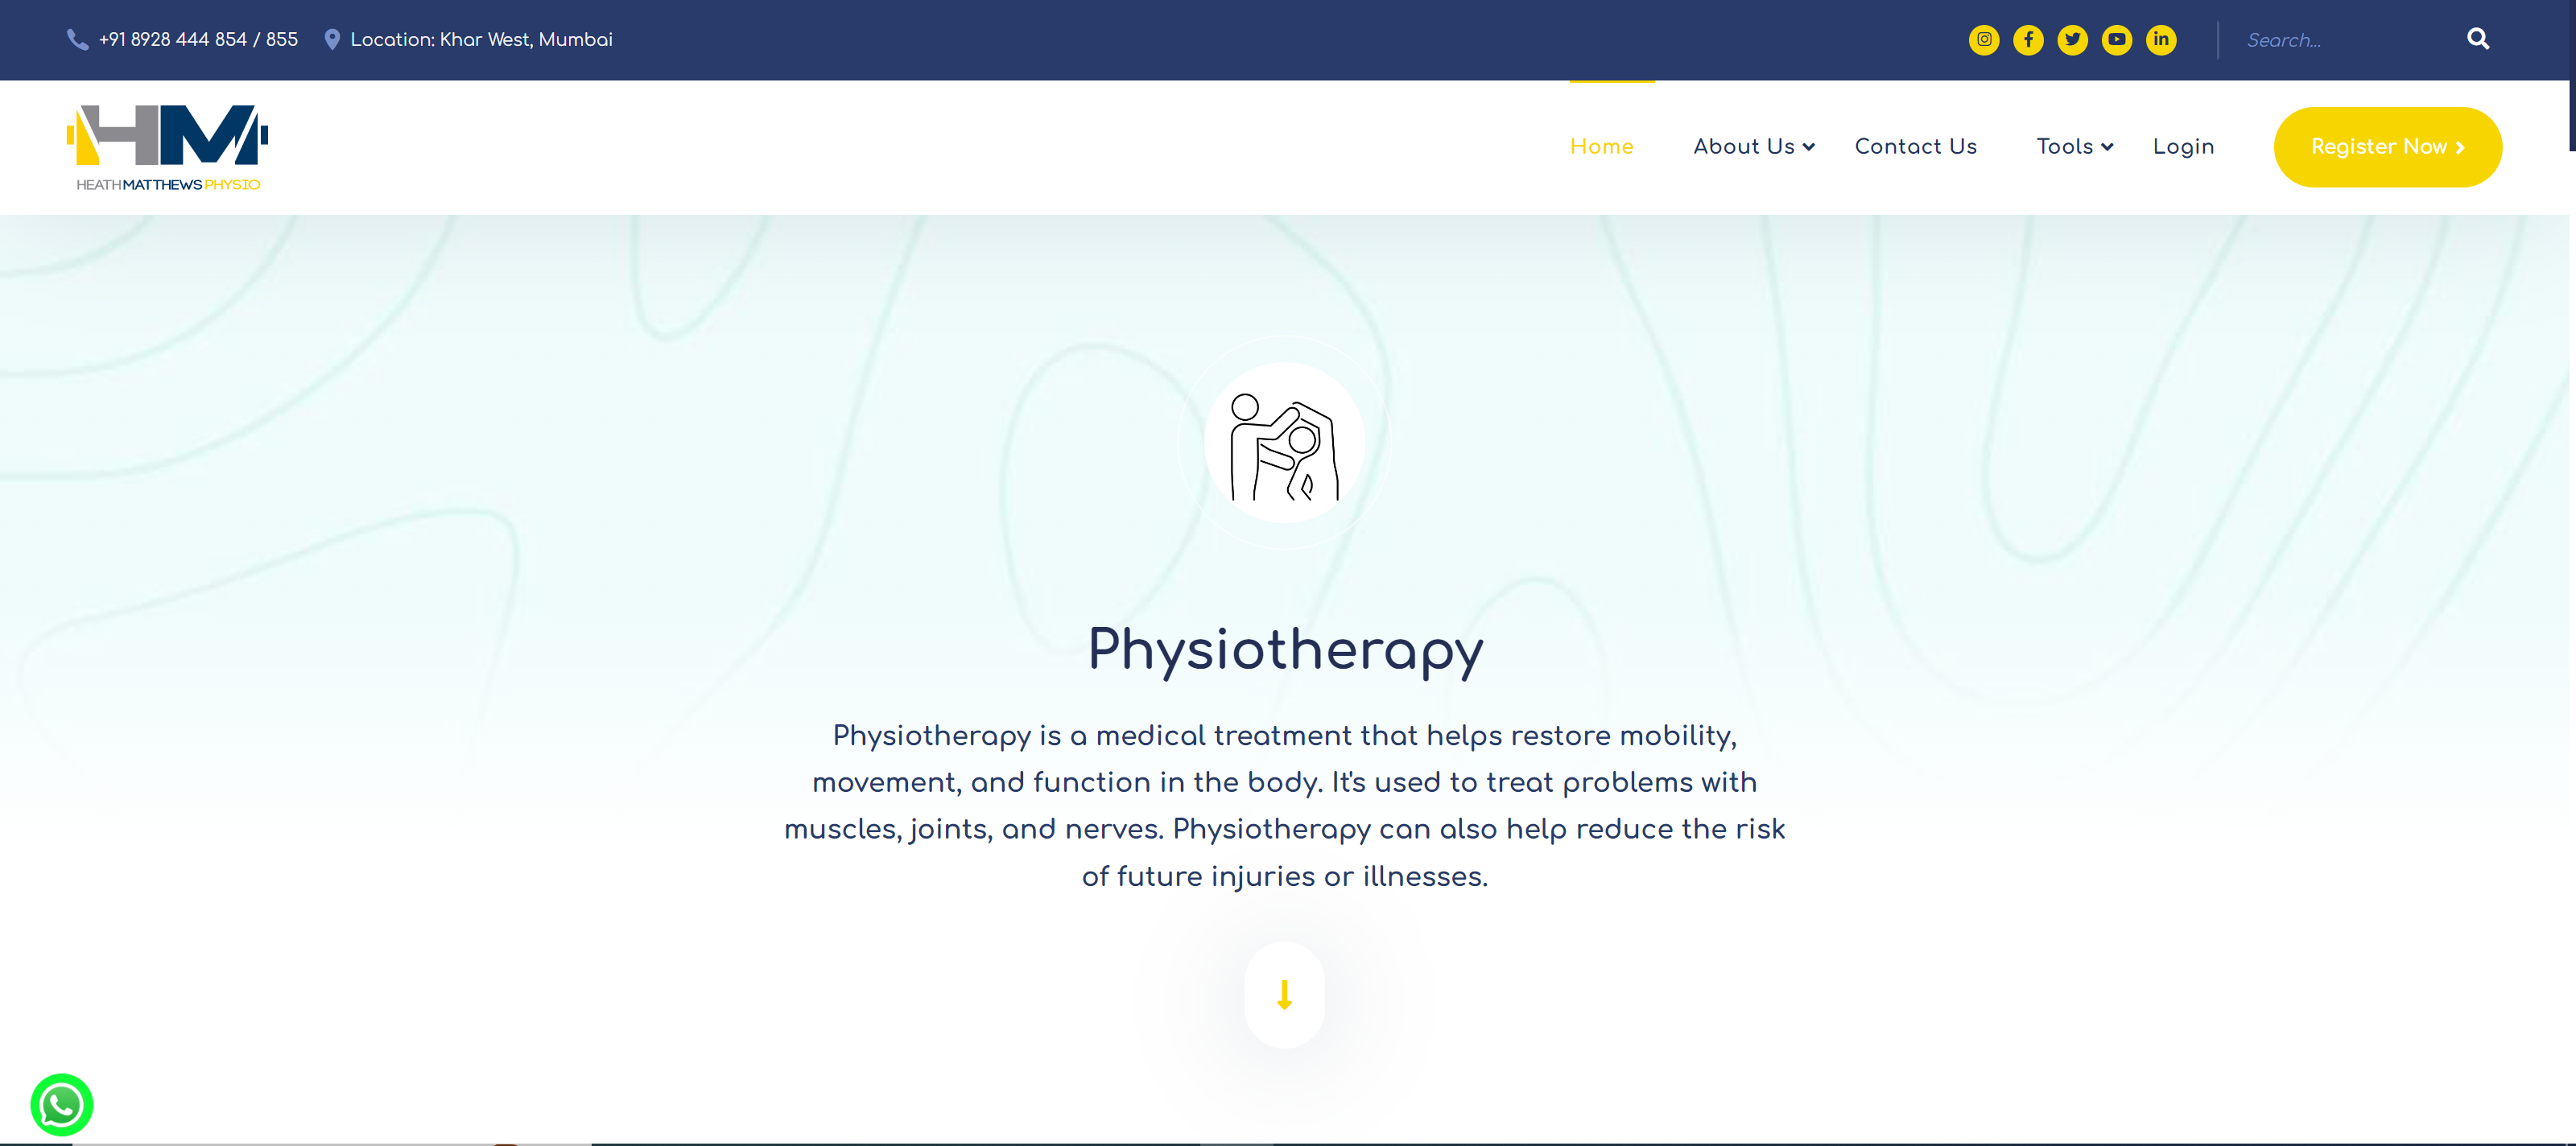 +91 8928 444 854 / 855
Location: Khar West, Mumbai
Search...
HM
HEATH MATTHEWS PHYSIO
Home
About Us
Contact Us
Tools
Login
Register Now
Physiotherapy
Physiotherapy is a medical treatment that helps restore mobility,
movement, and function in the body. It's used to treat problems with
muscles, joints, and nerves. Physiotherapy can also help reduce the risk
of future injuries or illnesses.